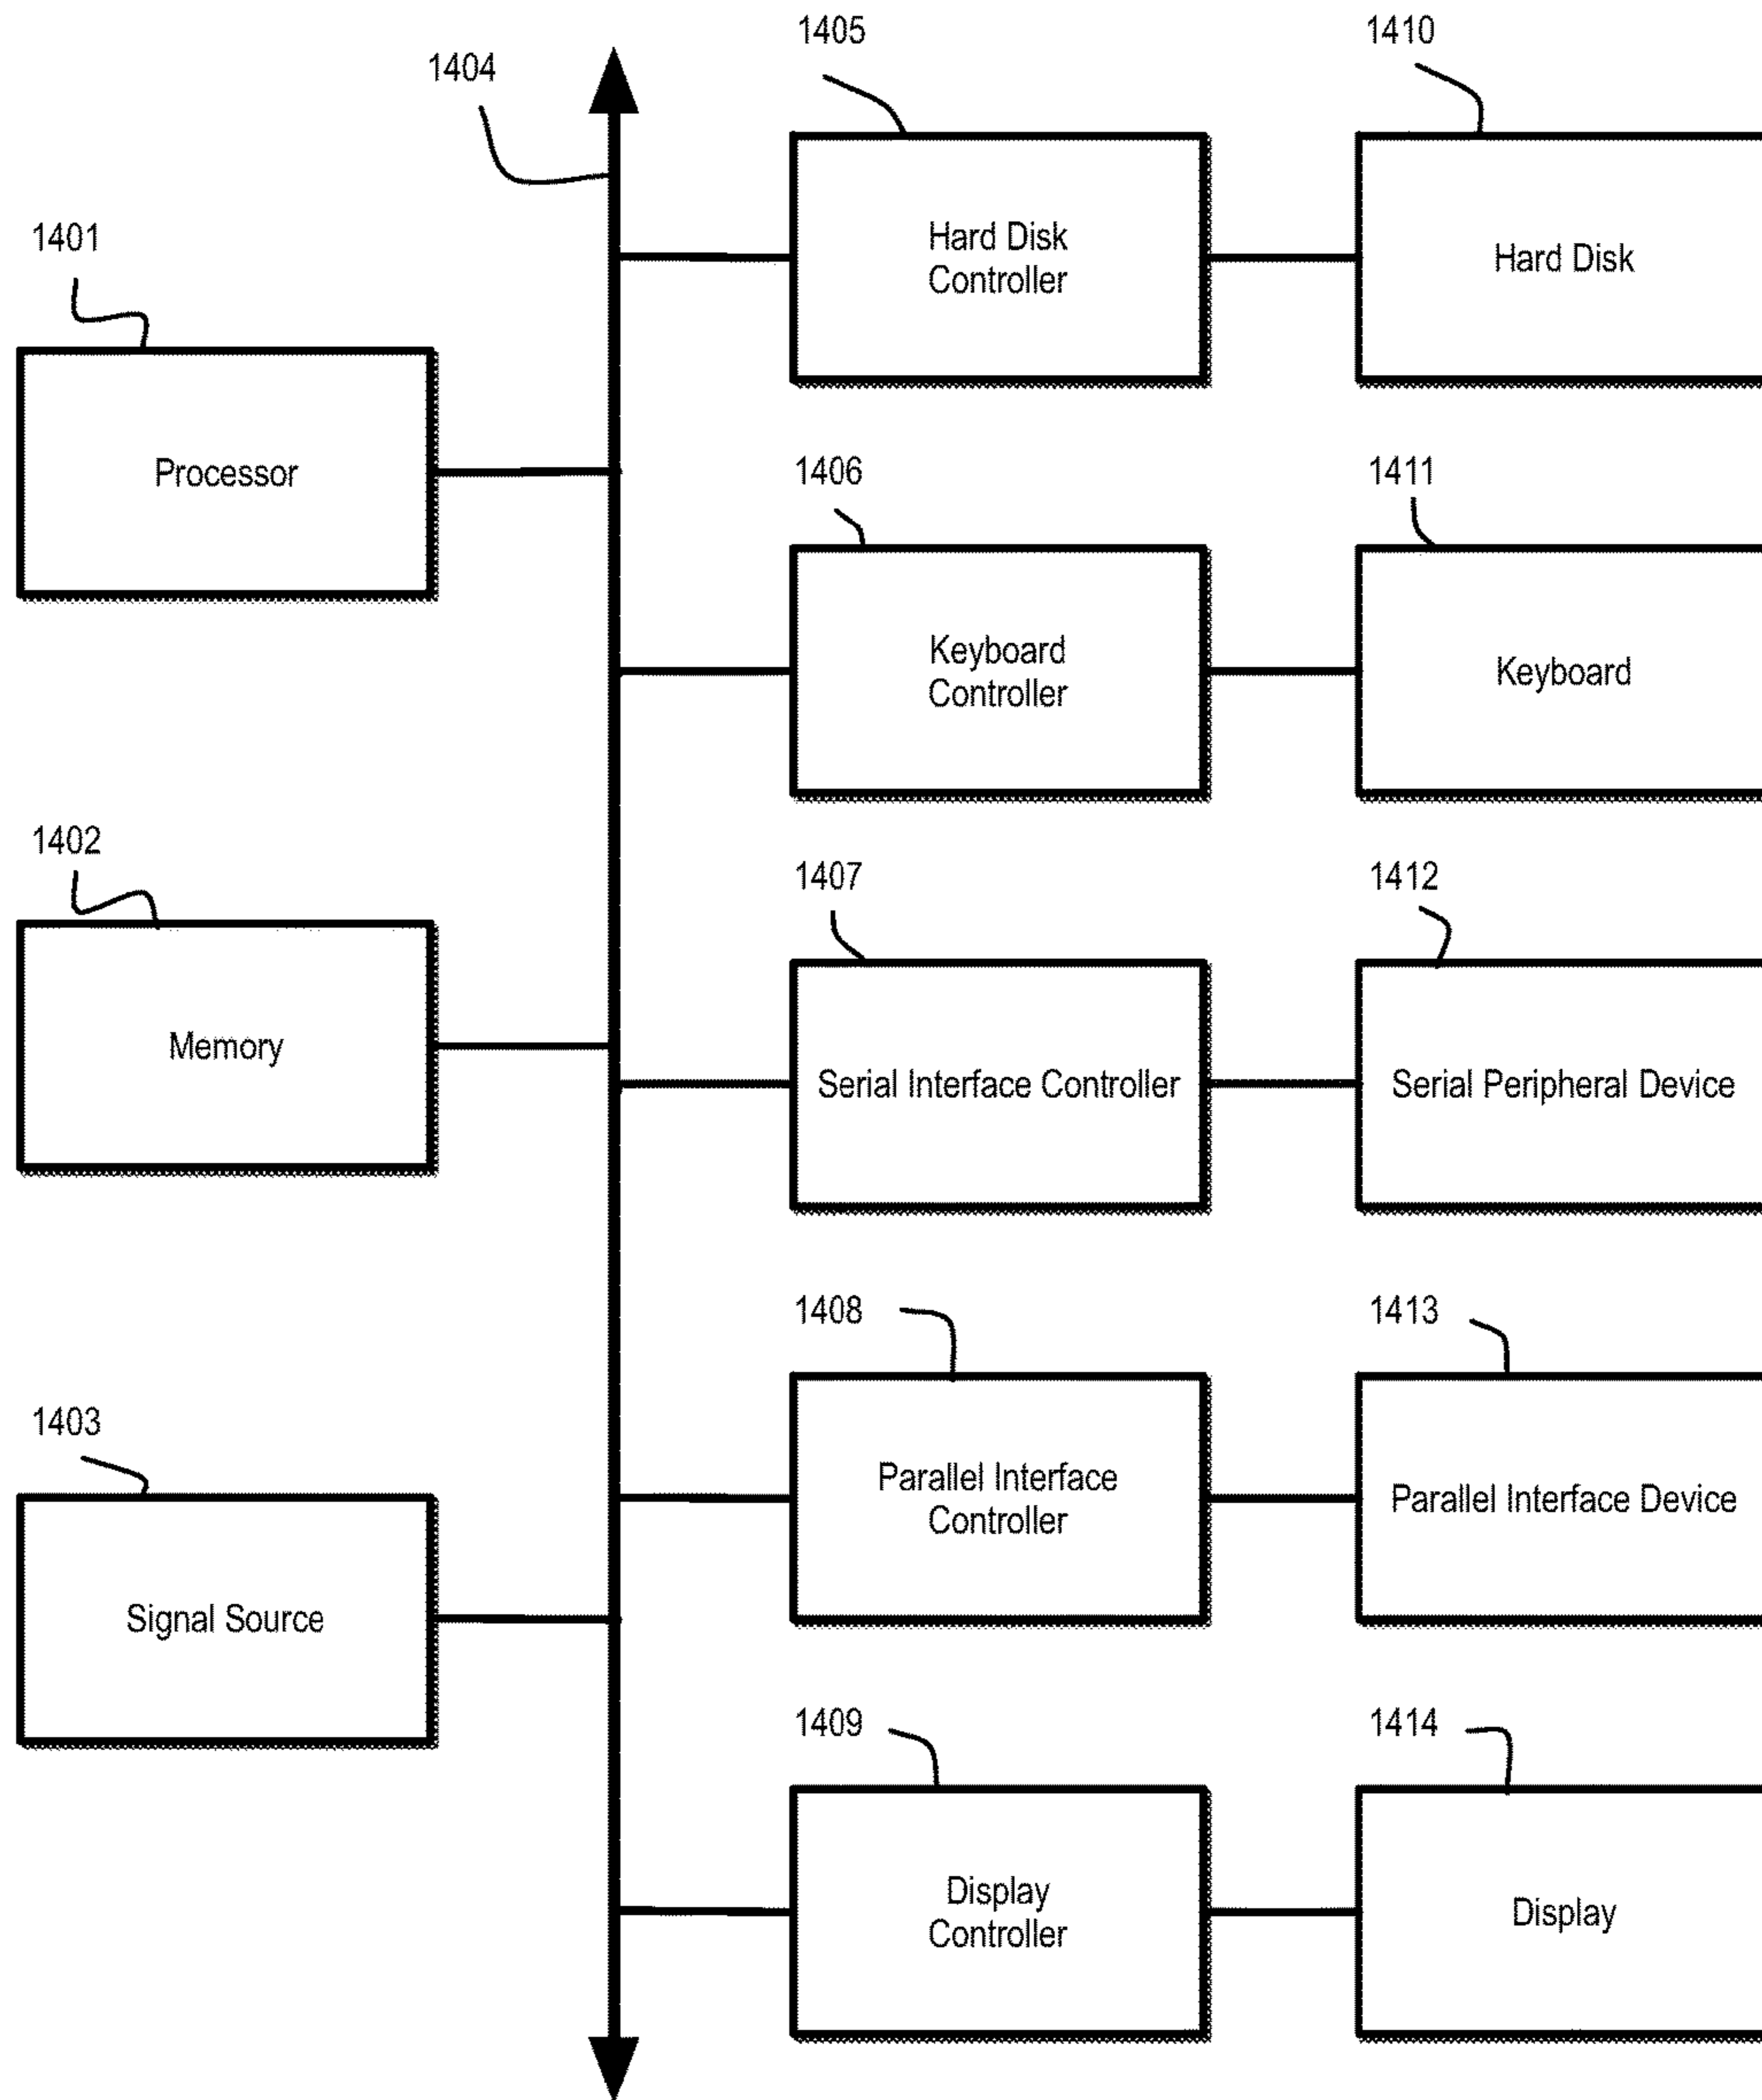 1405
1410
1404
Hard Disk
Controller
Hard Disk
1401
Processor
1406
1411
Keyboard
Controller
Keyboard
1402
Memory
1407
1412
Serial Interface Controller
Serial Peripheral Device
1408
1413
1403
Parallel Interface
Controller
Parallel Interface Device
Signal Source
1409
1414
Display
Controller
Display